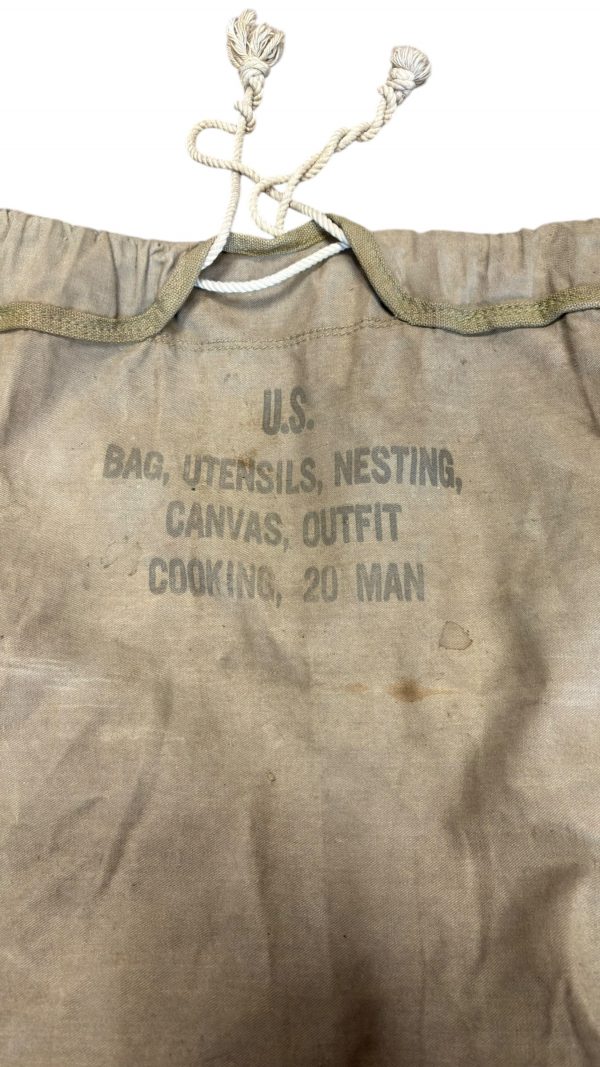 U.S.
BAG, UTENSILS, NESTING,
CANVAS, OUTFIT
COOKING, 20 MAN